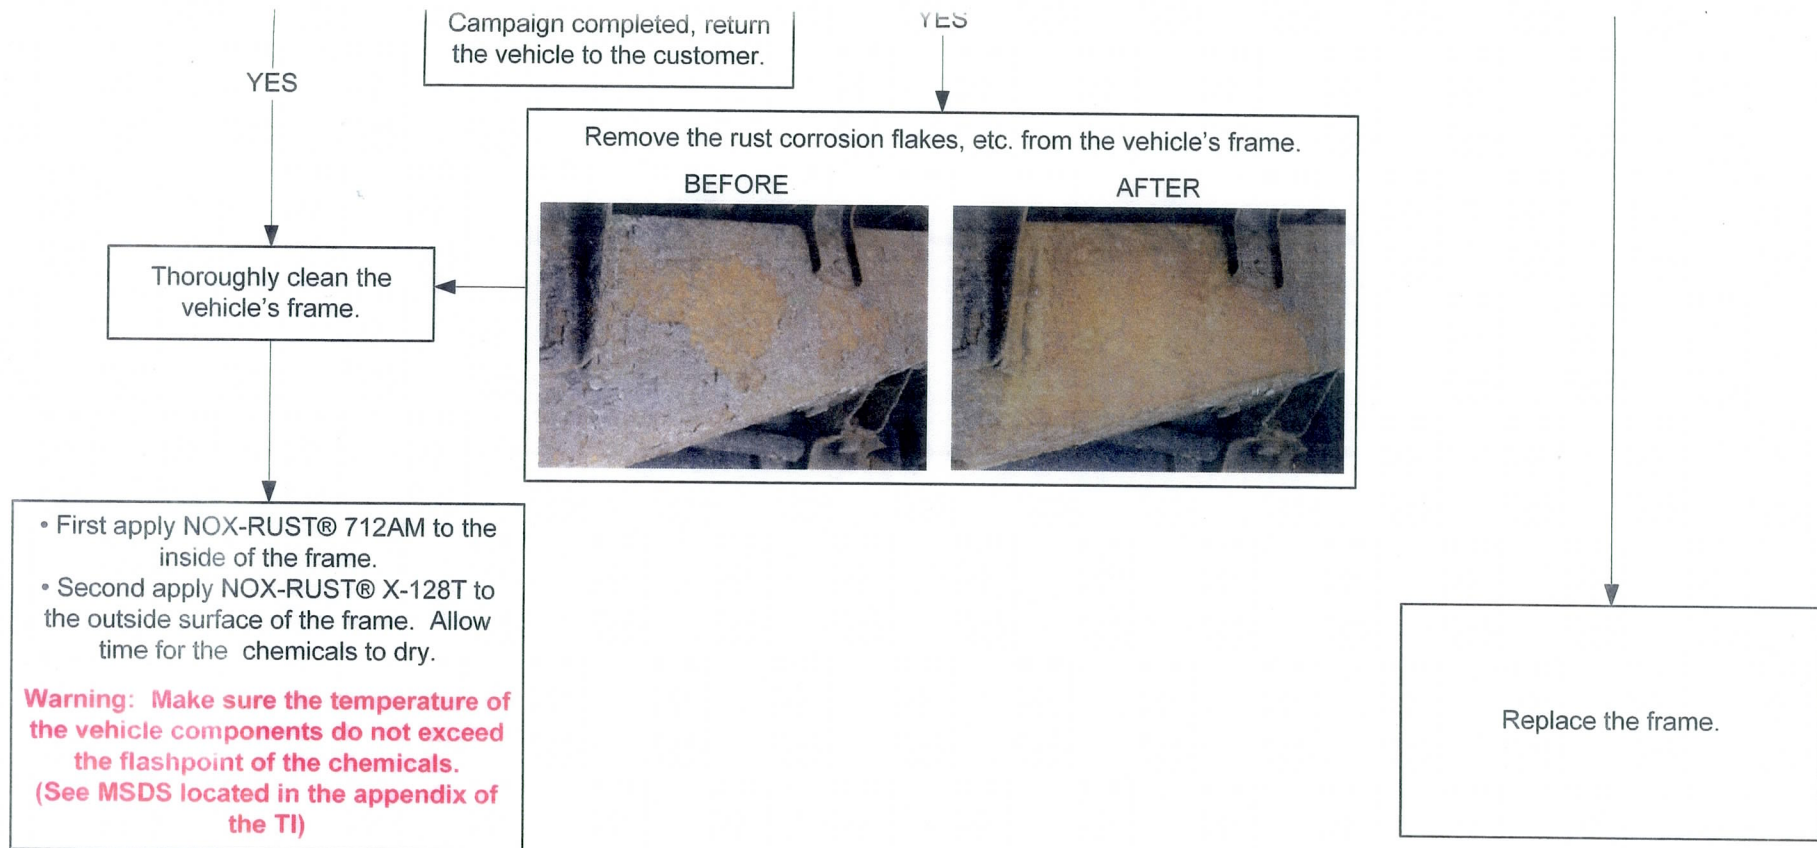 Campaign completed, return
the vehicle to the customer.
YES
YES
Remove the rust corrosion flakes, etc. from the vehicle's frame.
BEFORE
AFTER
Thoroughly clean the
vehicle's frame.
• First apply NOX-RUST® 712AM to the
inside of the frame.
• Second apply NOX-RUST® X-128T to
the outside surface of the frame. Allow
time for the chemicals to dry.
Warning: Make sure the temperature of
the vehicle components do not exceed
the flashpoint of the chemicals.
(See MSDS located in the appendix of
the TI)
Replace the frame.